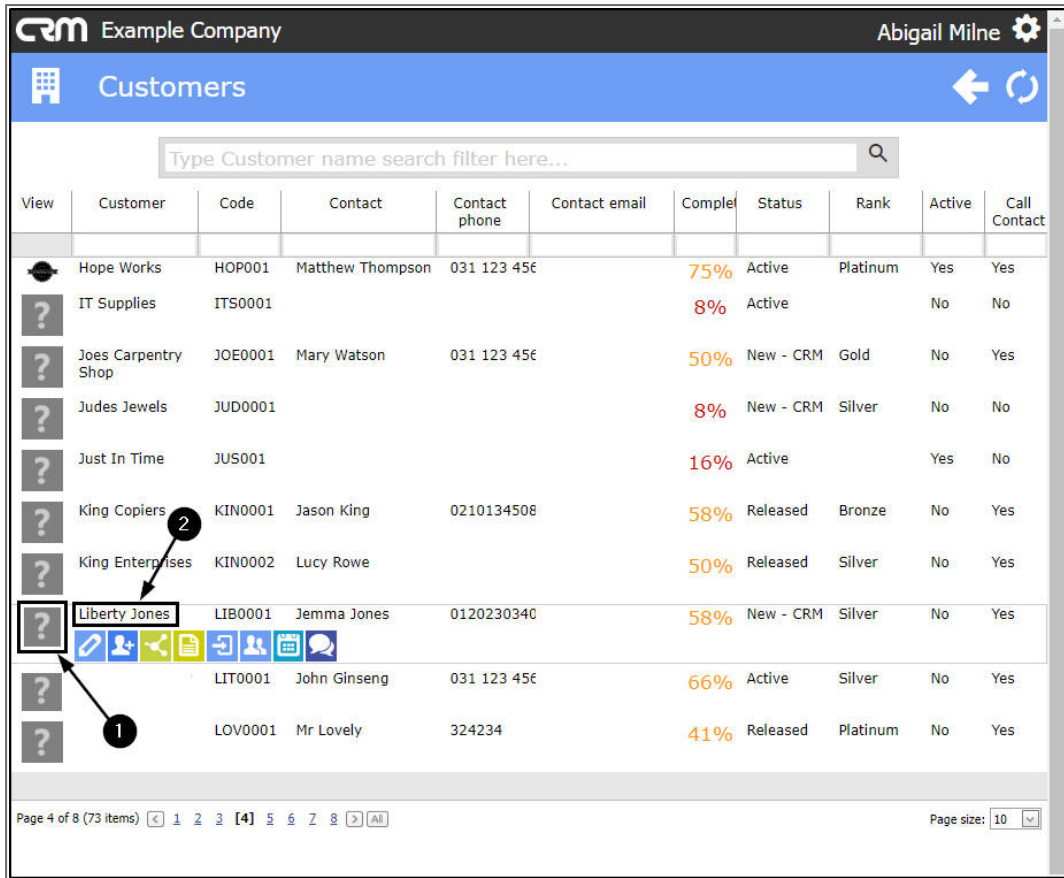 CRM Example Company Abigail Milne
Customers
Type Customer name search filter here...
View Customer Code Contact Contact phone Contact email Complet Status Rank Active Call Contact
Hope Works HOP001 Matthew Thompson 031 123 456 75% Active Platinum Yes Yes
? IT Supplies ITS0001 8% Active No No
? Joes Carpentry Shop JOE0001 Mary Watson 031 123 456 50% New - CRM Gold No Yes
? Judes Jewels JUD0001 8% New - CRM Silver No No
? Just In Time JUS001 16% Active Yes No
? King Copiers KIN0001 Jason King 0210134508 58% Released Bronze No Yes
2
? King Enterprises KIN0002 Lucy Rowe 50% Released Silver No Yes
? Liberty Jones LIB0001 Jemma Jones 0120230340 58% New - CRM Silver No Yes
? LIT0001 John Ginseng 031 123 456 66% Active Silver No Yes
1
? LOV0001 Mr Lovely 324234 41% Released Platinum No Yes
Page 4 of 8 (73 items) < 1 2 3 [4] 5 6 7 8 > All Page size: 10